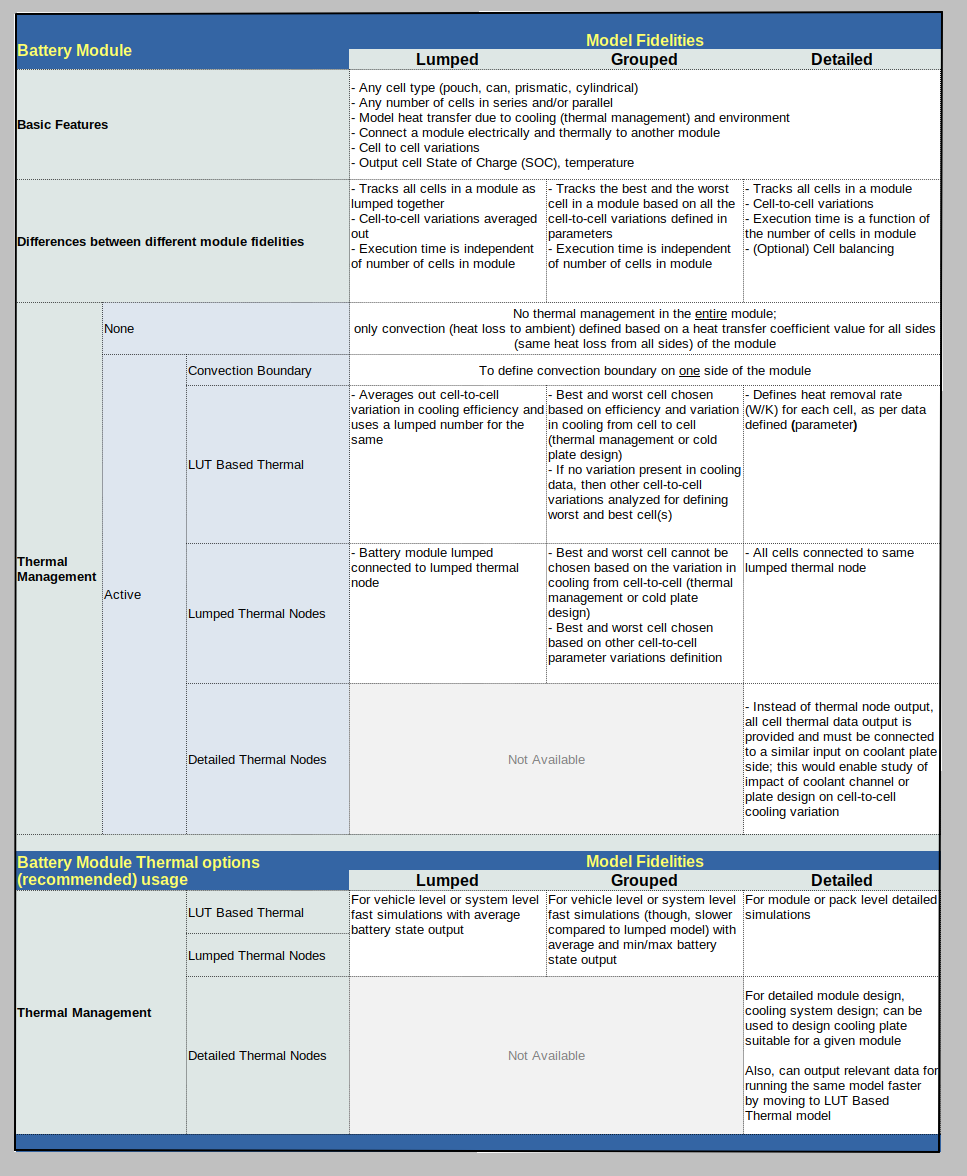 Battery Module
Model Fidelities
Lumped
Grouped
Detailed
Basic Features
- Any cell type (pouch, can, prismatic, cylindrical)
- Any number of cells in series and/or parallel
- Model heat transfer due to cooling (thermal management) and environment
- Connect a module electrically and thermally to another module
- Cell to cell variations
- Output cell State of Charge (SOC), temperature
Differences between different module fidelities
- Tracks all cells in a module as
lumped together
- Cell-to-cell variations averaged
out
- Execution time is independent
of number of cells in module
- Tracks the best and the worst
cell in a module based on all the
cell-to-cell variations defined in
parameters
- Execution time is independent
of number of cells in module
- Tracks all cells in a module
- Cell-to-cell variations
- Execution time is a function of
the number of cells in module
- (Optional) Cell balancing
Thermal
Management
None
No thermal management in the entire module;
only convection (heat loss to ambient) defined based on a heat transfer coefficient value for all sides
(same heat loss from all sides) of the module
Active
Convection Boundary
To define convection boundary on one side of the module
LUT Based Thermal
- Averages out cell-to-cell
variation in cooling efficiency and
uses a lumped number for the
same
- Best and worst cell chosen
based on efficiency and variation
in cooling from cell to cell
(thermal management or cold
plate design)
- If no variation present in cooling
data, then other cell-to-cell
variations analyzed for defining
worst and best cell(s)
- Defines heat removal rate
(W/K) for each cell, as per data
defined (parameter)
Lumped Thermal Nodes
- Battery module lumped
connected to lumped thermal
node
- Best and worst cell cannot be
chosen based on the variation in
cooling from cell-to-cell (thermal
management or cold plate
design)
- Best and worst cell chosen
based on other cell-to-cell
parameter variations definition
- All cells connected to same
lumped thermal node
Detailed Thermal Nodes
Not Available
- Instead of thermal node output,
all cell thermal data output is
provided and must be connected
to a similar input on coolant plate
side; this would enable study of
impact of coolant channel or
plate design on cell-to-cell
cooling variation
Battery Module Thermal options
(recommended) usage
Model Fidelities
Lumped
Grouped
Detailed
Thermal Management
LUT Based Thermal
Lumped Thermal Nodes
For vehicle level or system level
fast simulations with average
battery state output
For vehicle level or system level
fast simulations (though, slower
compared to lumped model) with
average and min/max battery
state output
For module or pack level detailed
simulations
Detailed Thermal Nodes
Not Available
For detailed module design,
cooling system design; can be
used to design cooling plate
suitable for a given module
Also, can output relevant data for
running the same model faster
by moving to LUT Based
Thermal model